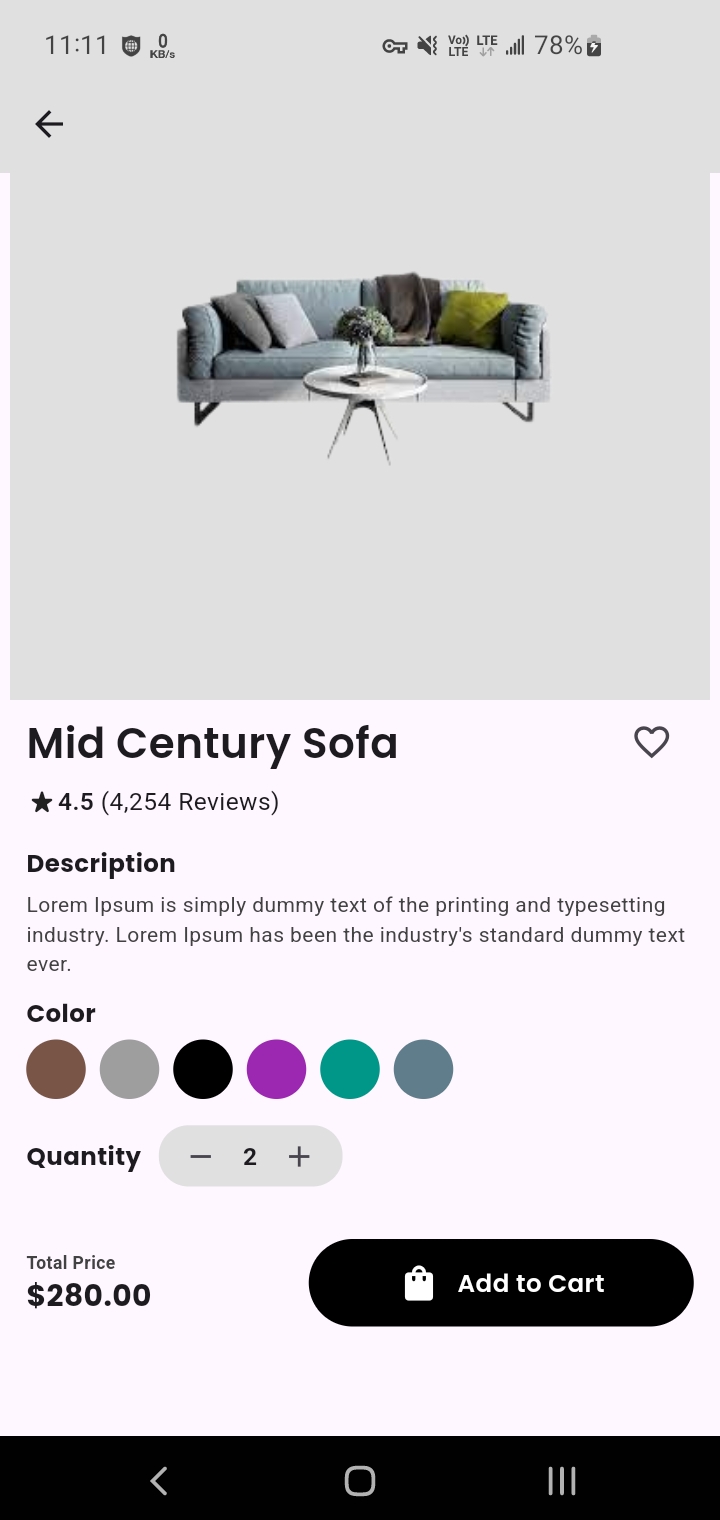 11:11 0 KB/s Vo)) LTE LTE 78%
Mid Century Sofa
4.5 (4,254 Reviews)
Description
Lorem Ipsum is simply dummy text of the printing and typesetting
industry. Lorem Ipsum has been the industry's standard dummy text
ever.
Color
Quantity 2
Total Price
$280.00
Add to Cart